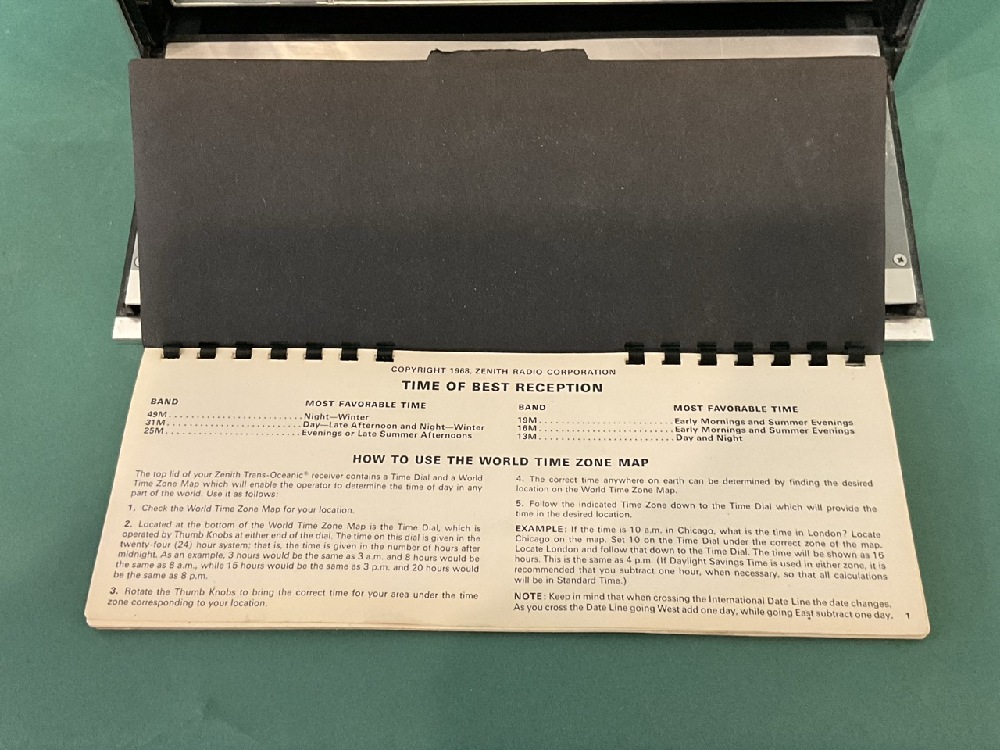 COPYRIGHT 1968, ZENITH RADIO CORPORATION
TIME OF BEST RECEPTION
BAND MOST FAVORABLE TIME
49M Night—Winter
31M Day—Late Afternoon and Night—Winter
25M Evenings or Late Summer Afternoons
BAND MOST FAVORABLE TIME
19M Early Mornings and Summer Evenings
16M Early Mornings and Summer Evenings
13M Day and Night
HOW TO USE THE WORLD TIME ZONE MAP
The top lid of your Zenith Trans-Oceanic® receiver contains a Time Dial and a World
Time Zone Map which will enable the operator to determine the time of day in any
part of the world. Use it as follows:
1. Check the World Time Zone Map for your location.
2. Located at the bottom of the World Time Zone Map is the Time Dial, which is
operated by Thumb Knobs at either end of the dial. The time on this dial is given in the
twenty-four (24) hour system; that is, the time is given in the number of hours after
midnight. As an example, 3 hours would be the same as 3 a.m. and 8 hours would be
the same as 8 a.m., while 15 hours would be the same as 3 p.m. and 20 hours would
be the same as 8 p.m.
3. Rotate the Thumb Knobs to bring the correct time for your area under the time
zone corresponding to your location.
4. The correct time anywhere on earth can be determined by finding the desired
location on the World Time Zone Map.
5. Follow the indicated Time Zone down to the Time Dial which will provide the
time in the desired location.
EXAMPLE: If the time is 10 a.m. in Chicago, what is the time in London? Locate
Chicago on the map. Set 10 on the Time Dial under the correct zone of the map.
Locate London and follow that down to the Time Dial. The time will be shown as 16
hours. This is the same as 4 p.m. (If Daylight Savings Time is used in either zone, it is
recommended that you subtract one hour, when necessary, so that all calculations
will be in Standard Time.)
NOTE: Keep in mind that when crossing the International Date Line the date changes.
As you cross the Date Line going West add one day, while going East subtract one day. 1